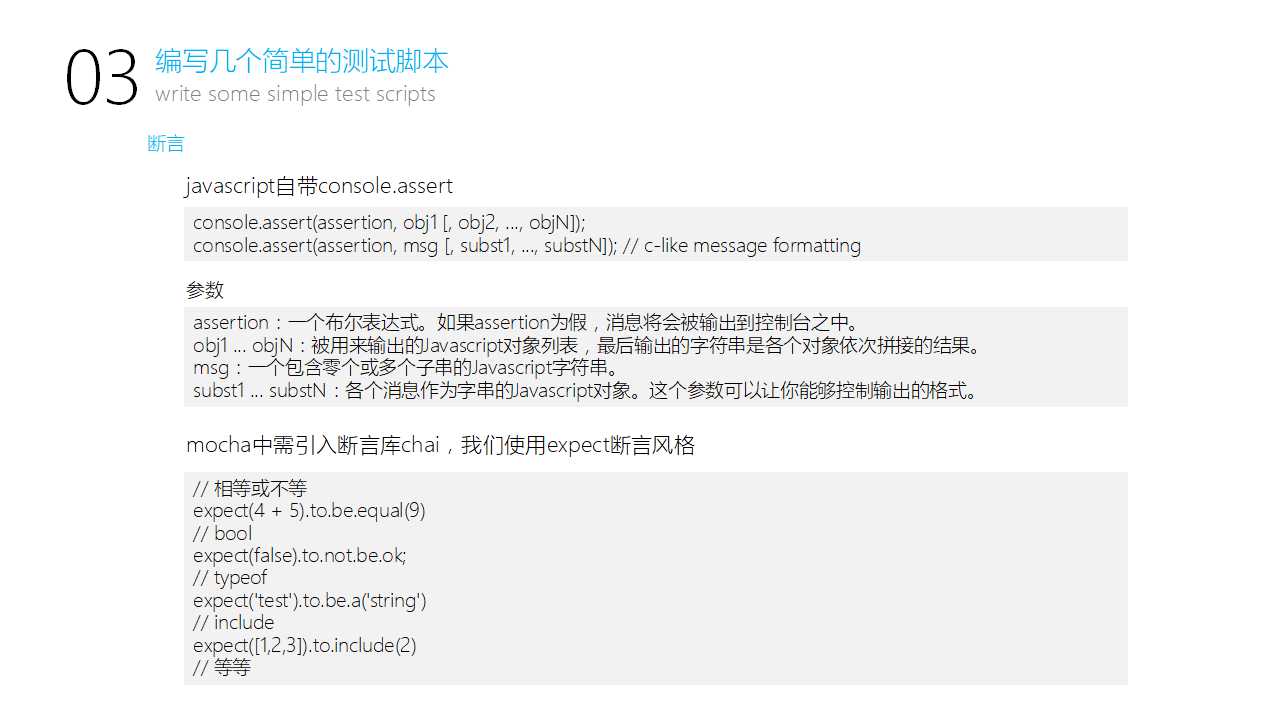 03
编写几个简单的测试脚本
write some simple test scripts
断言
javascript自带console.assert
console.assert(assertion, obj1 [, obj2, ..., objN]);
console.assert(assertion, msg [, subst1, ..., substN]); // c-like message formatting
参数
assertion：一个布尔表达式。如果assertion为假，消息将会被输出到控制台之中。
obj1 ... objN：被用来输出的Javascript对象列表，最后输出的字符串是各个对象依次拼接的结果。
msg：一个包含零个或多个子串的Javascript字符串。
subst1 ... substN：各个消息作为字串的Javascript对象。这个参数可以让你能够控制输出的格式。
mocha中需引入断言库chai，我们使用expect断言风格
// 相等或不等
expect(4 + 5).to.be.equal(9)
// bool
expect(false).to.not.be.ok;
// typeof
expect('test').to.be.a('string')
// include
expect([1,2,3]).to.include(2)
// 等等